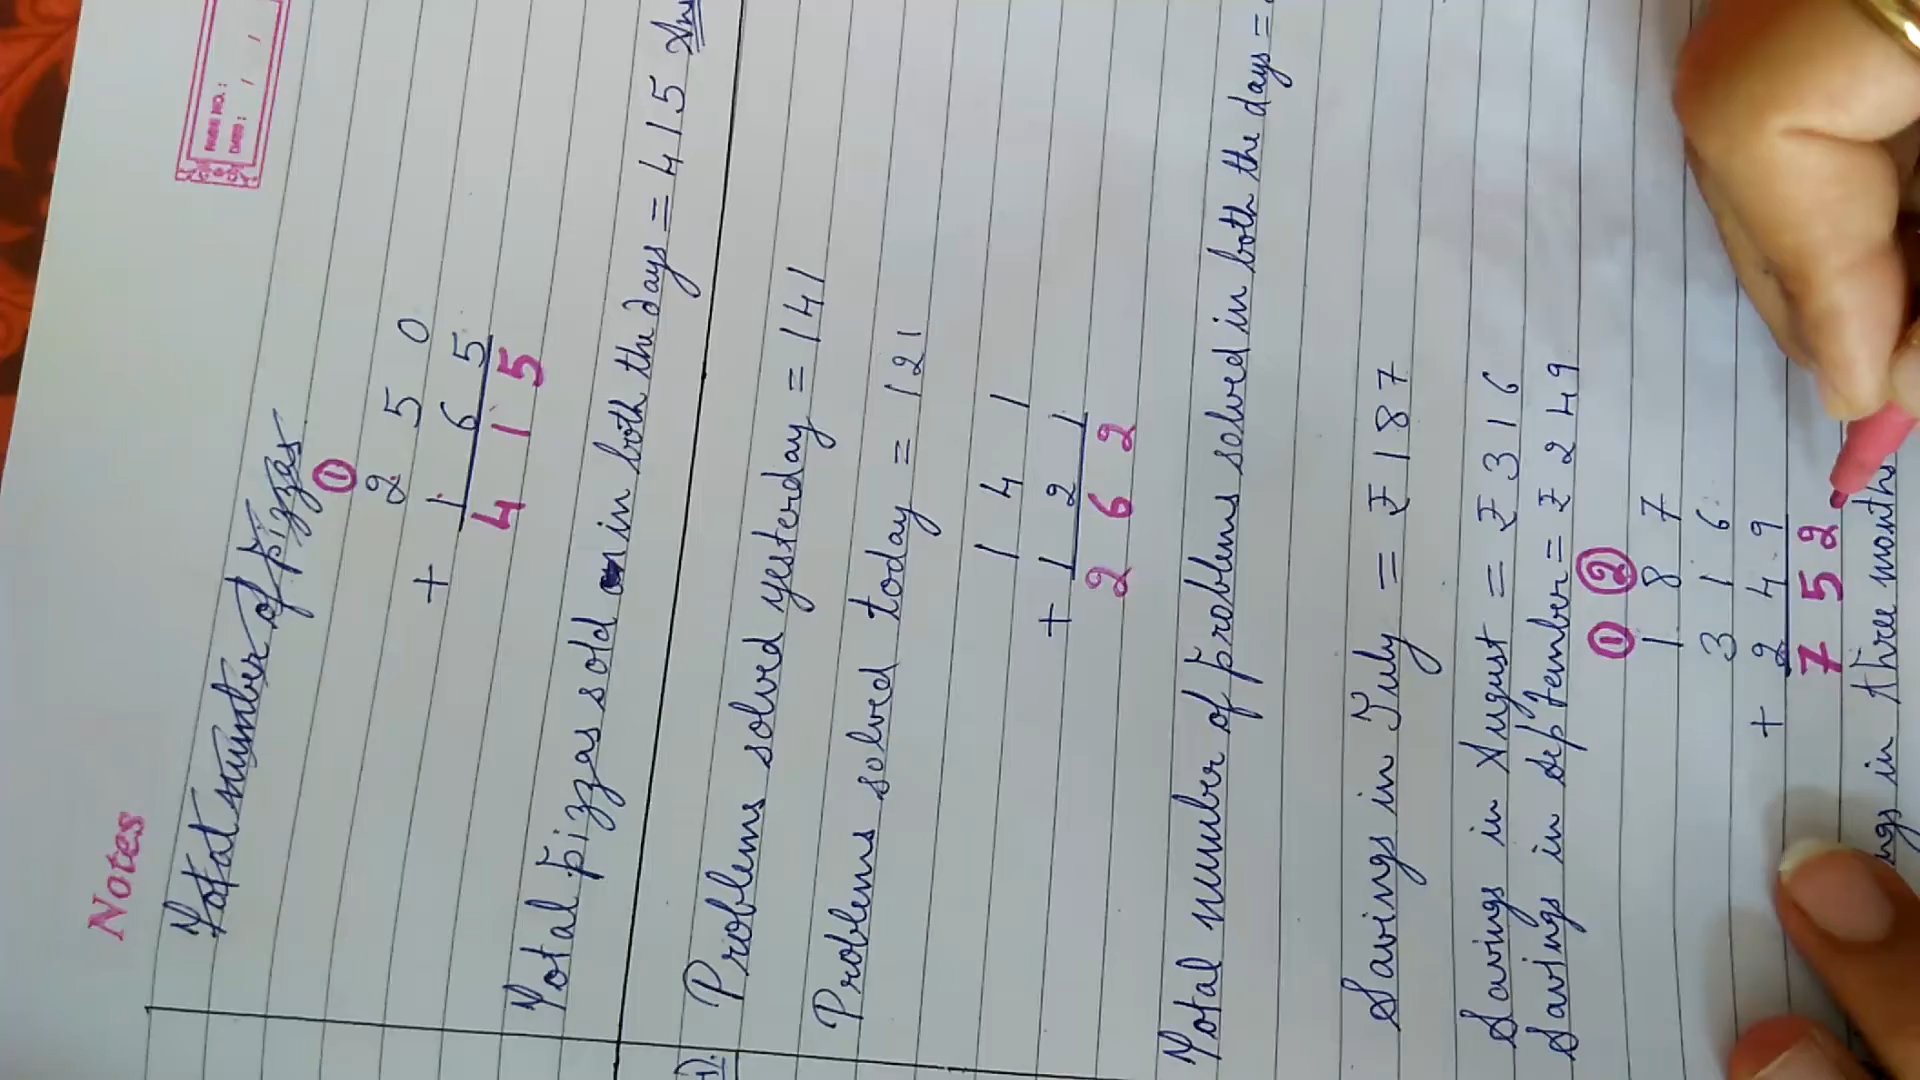 PAGE NO.:
DATE: / /
Notes
Total number of pizzas
①
2 5 0
+ 1 6 5
4 1 5
Total pizzas sold in both the days = 415 Ans
Problems solved yesterday = 141
Problems solved today = 121
1 4 1
+ 1 2 1
2 6 2
Total number of problems solved in both the days =
Savings in July = ₹ 187
Savings in August = ₹ 316
Savings in September = ₹ 249
① ②
1 8 7
3 1 6
+ 2 4 9
7 5 2
in three months